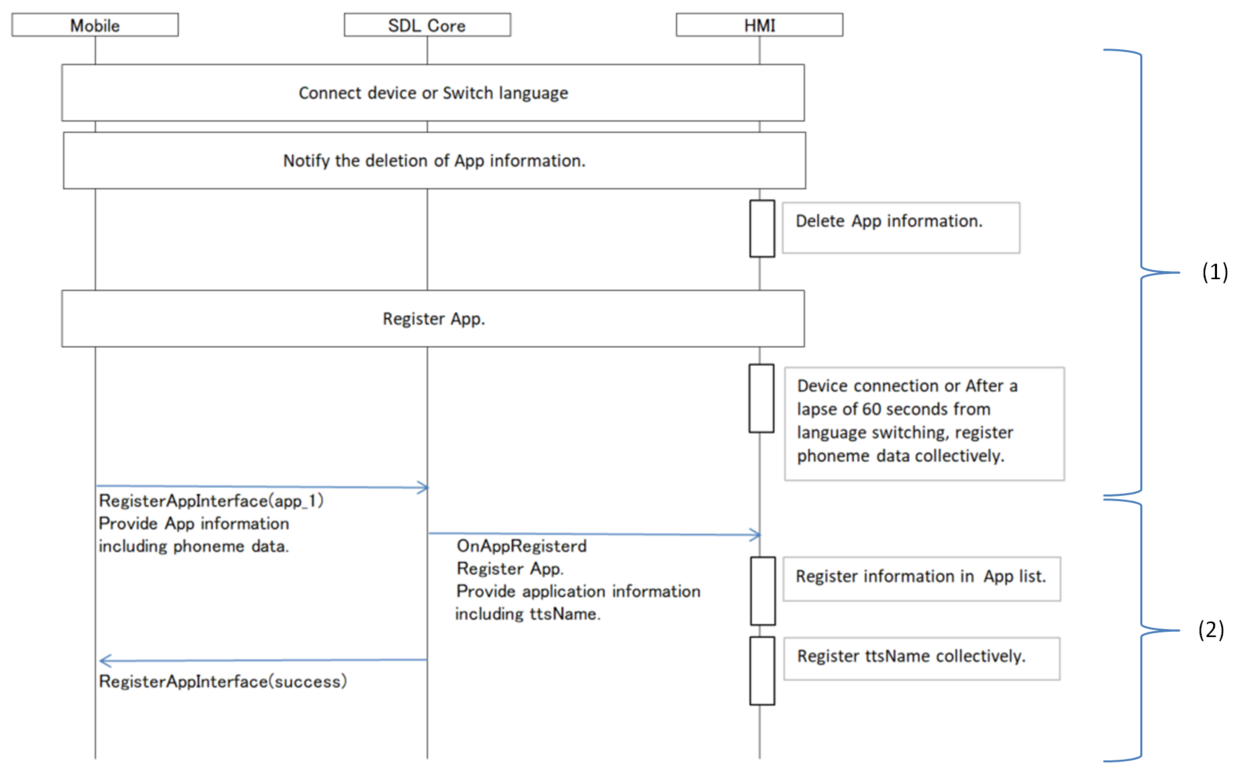 Mobile
SDL Core
HMI
Connect device or Switch language
Notify the deletion of App information.
Delete App information.
(1)
Register App.
Device connection or After a
lapse of 60 seconds from
language switching, register
phoneme data collectively.
RegisterAppInterface(app_1)
Provide App information
including phoneme data.
OnAppRegisterd
Register App.
Provide application information
including ttsName.
Register information in App list.
(2)
Register ttsName collectively.
RegisterAppInterface(success)